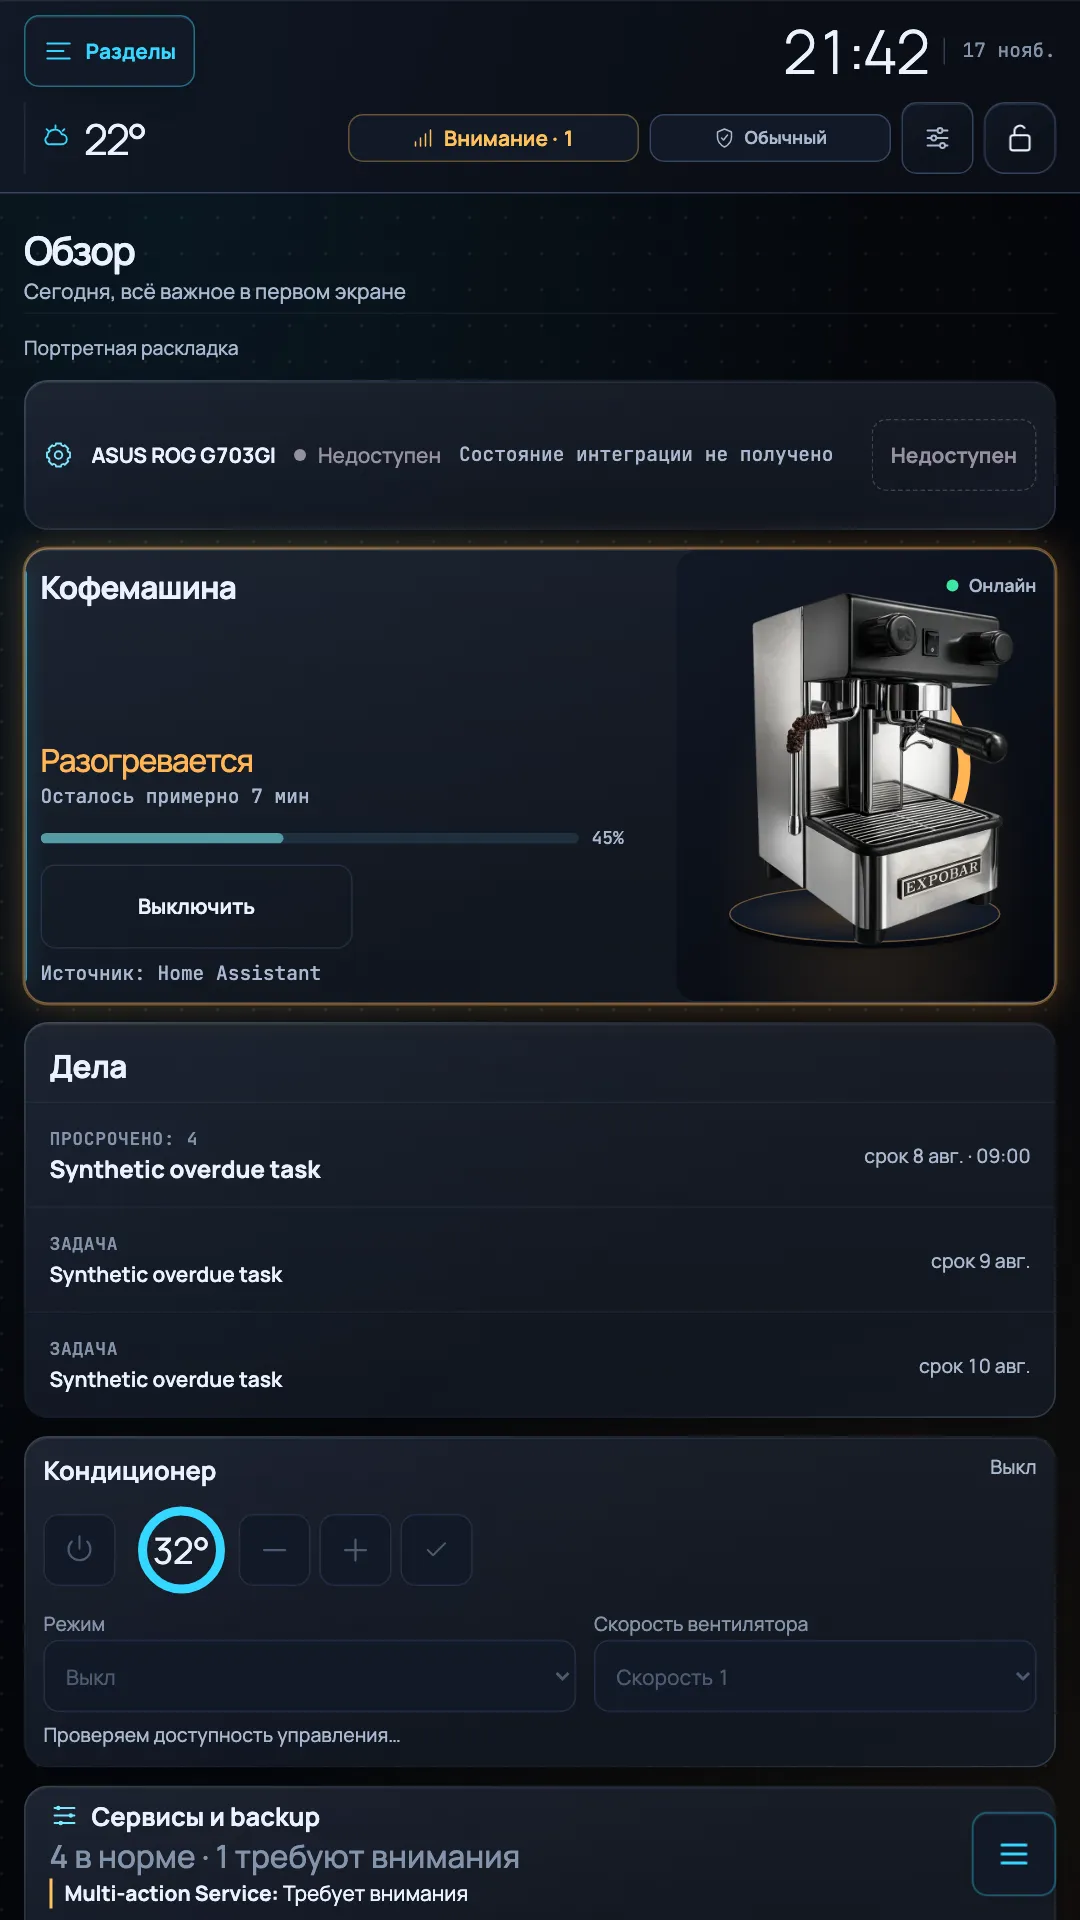 Разделы
21:42
17 нояб.
22°
Внимание · 1
Обычный
Обзор
Сегодня, всё важное в первом экране
Портретная раскладка
ASUS ROG G703GI
Недоступен
Состояние интеграции не получено
Недоступен
Кофемашина
Онлайн
Разогревается
Осталось примерно 7 мин
45%
EXPOBAR
Выключить
Источник: Home Assistant
Дела
ПРОСРОЧЕНО: 4
Synthetic overdue task
срок 8 авг. · 09:00
ЗАДАЧА
Synthetic overdue task
срок 9 авг.
ЗАДАЧА
Synthetic overdue task
срок 10 авг.
Кондиционер
Выкл
32°
Режим
Скорость вентилятора
Выкл
Скорость 1
Проверяем доступность управления…
Сервисы и backup
4 в норме · 1 требуют внимания
Multi-action Service: Требует внимания